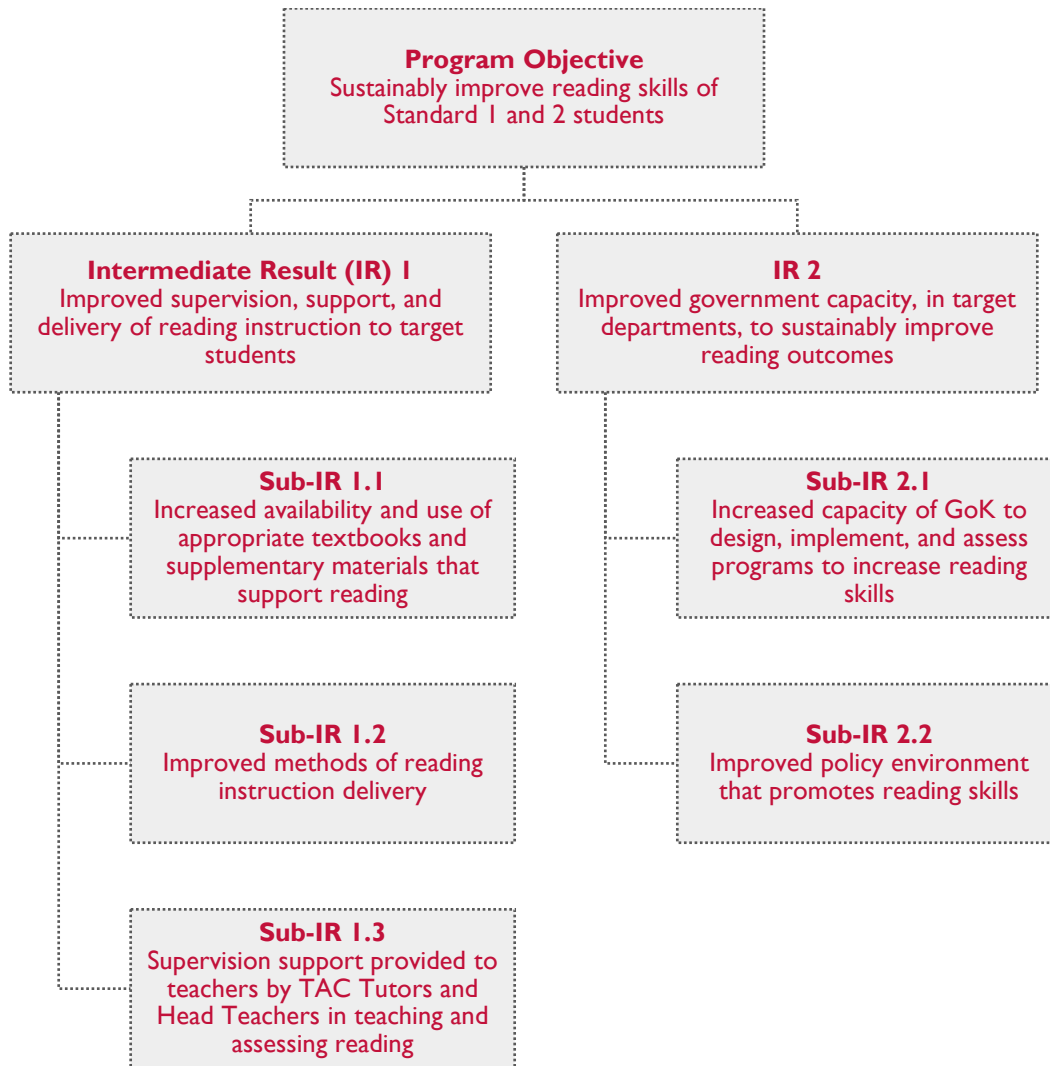 Program Objective
Sustainably improve reading skills of
Standard 1 and 2 students
Intermediate Result (IR) 1
Improved supervision, support, and
delivery of reading instruction to target
students
IR 2
Improved government capacity, in target
departments, to sustainably improve
reading outcomes
Sub-IR 1.1
Increased availability and use of
appropriate textbooks and
supplementary materials that
support reading
Sub-IR 2.1
Increased capacity of GoK to
design, implement, and assess
programs to increase reading
skills
Sub-IR 1.2
Improved methods of reading
instruction delivery
Sub-IR 2.2
Improved policy environment
that promotes reading skills
Sub-IR 1.3
Supervision support provided to
teachers by TAC Tutors and
Head Teachers in teaching and
assessing reading